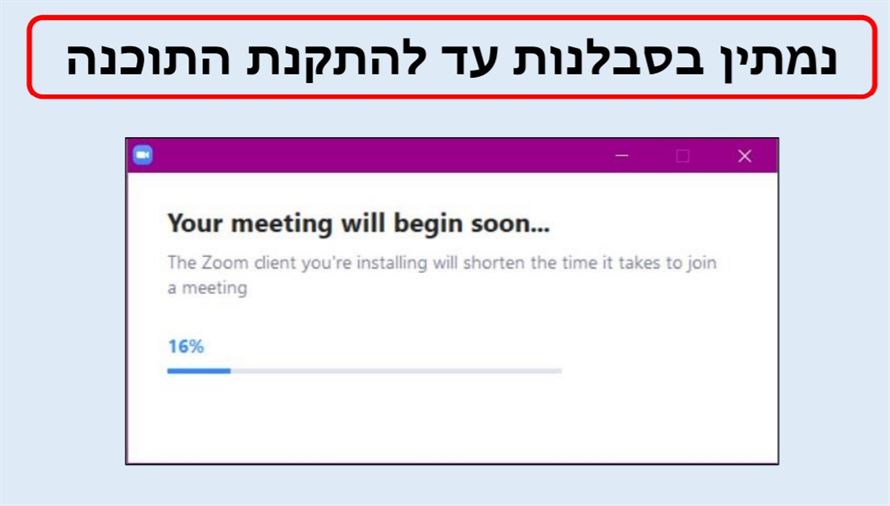 נמתין בסבלנות עד להתקנת התוכנה
Your meeting will begin soon...
The Zoom client you're installing will shorten the time it takes to join
a meeting
16%